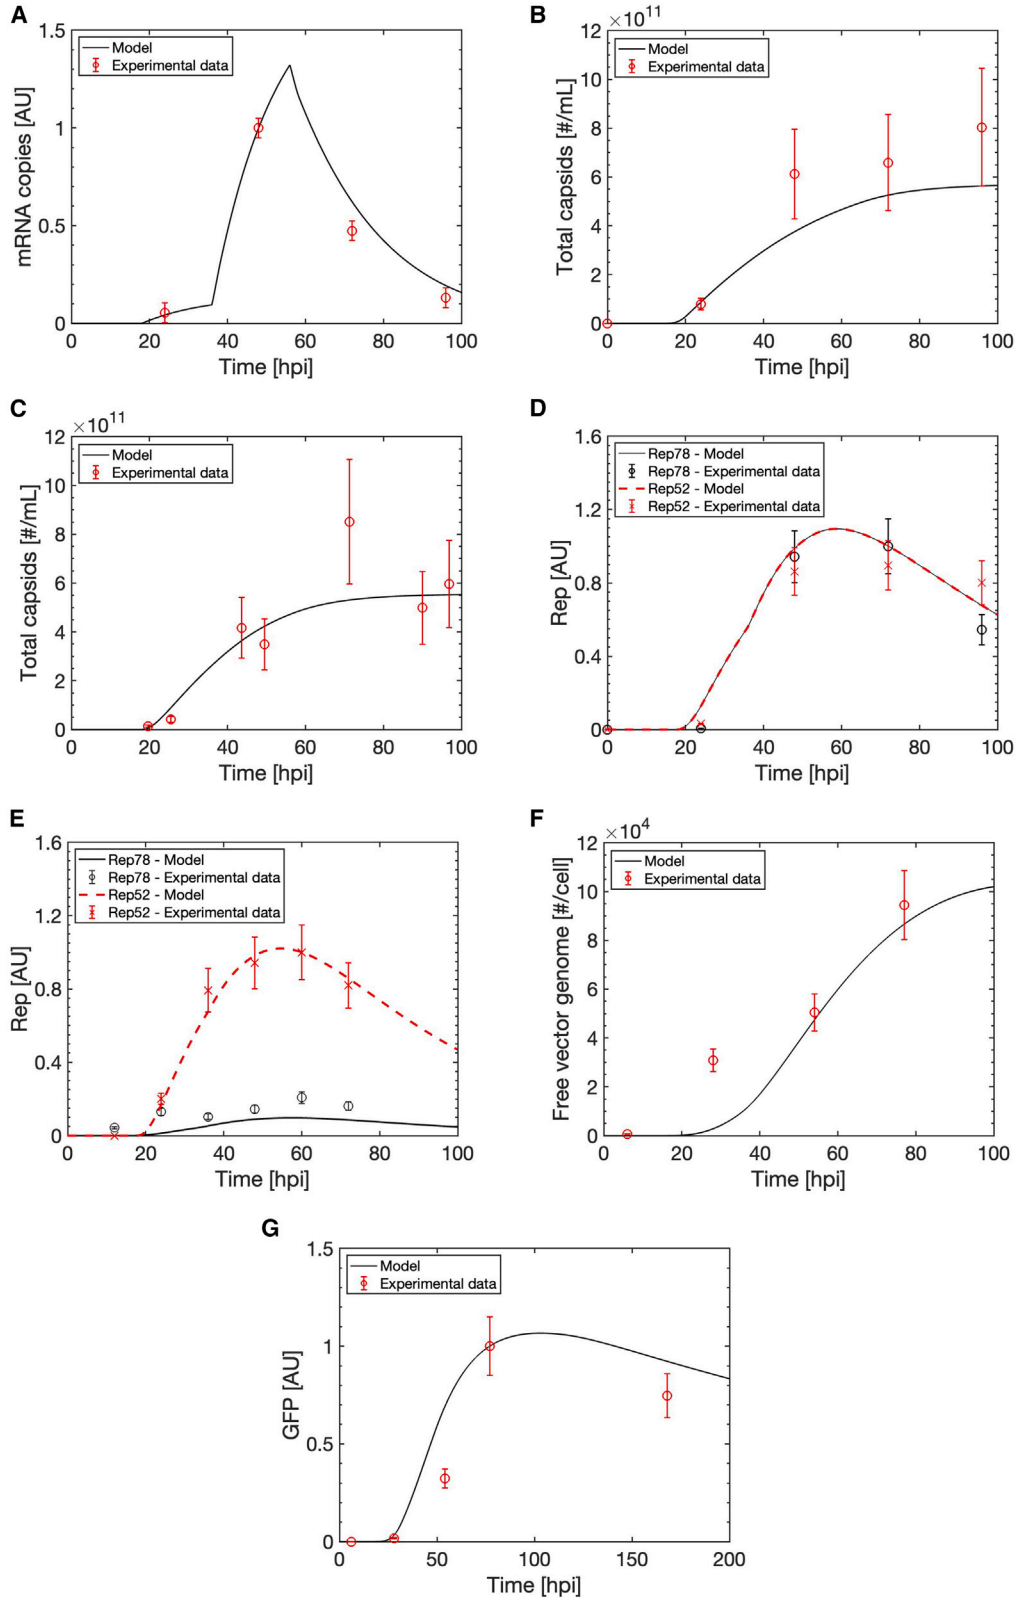 A
Model
Experimental data
mRNA copies [AU]
1.5
1
0.5
0
0 20 40 60 80 100
Time [hpi]
B
×10^11
Model
Experimental data
Total capsids [#/mL]
12
10
8
6
4
2
0
0 20 40 60 80 100
Time [hpi]
C
×10^11
Model
Experimental data
Total capsids [#/mL]
12
10
8
6
4
2
0
0 20 40 60 80 100
Time [hpi]
D
Rep78 - Model
Rep78 - Experimental data
Rep52 - Model
Rep52 - Experimental data
Rep [AU]
1.6
1.2
0.8
0.4
0
0 20 40 60 80 100
Time [hpi]
E
Rep78 - Model
Rep78 - Experimental data
Rep52 - Model
Rep52 - Experimental data
Rep [AU]
1.6
1.2
0.8
0.4
0
0 20 40 60 80 100
Time [hpi]
F
×10^4
Model
Experimental data
Free vector genome [#/cell]
12
10
8
6
4
2
0
0 20 40 60 80 100
Time [hpi]
G
Model
Experimental data
GFP [AU]
1.5
1
0.5
0
0 50 100 150 200
Time [hpi]